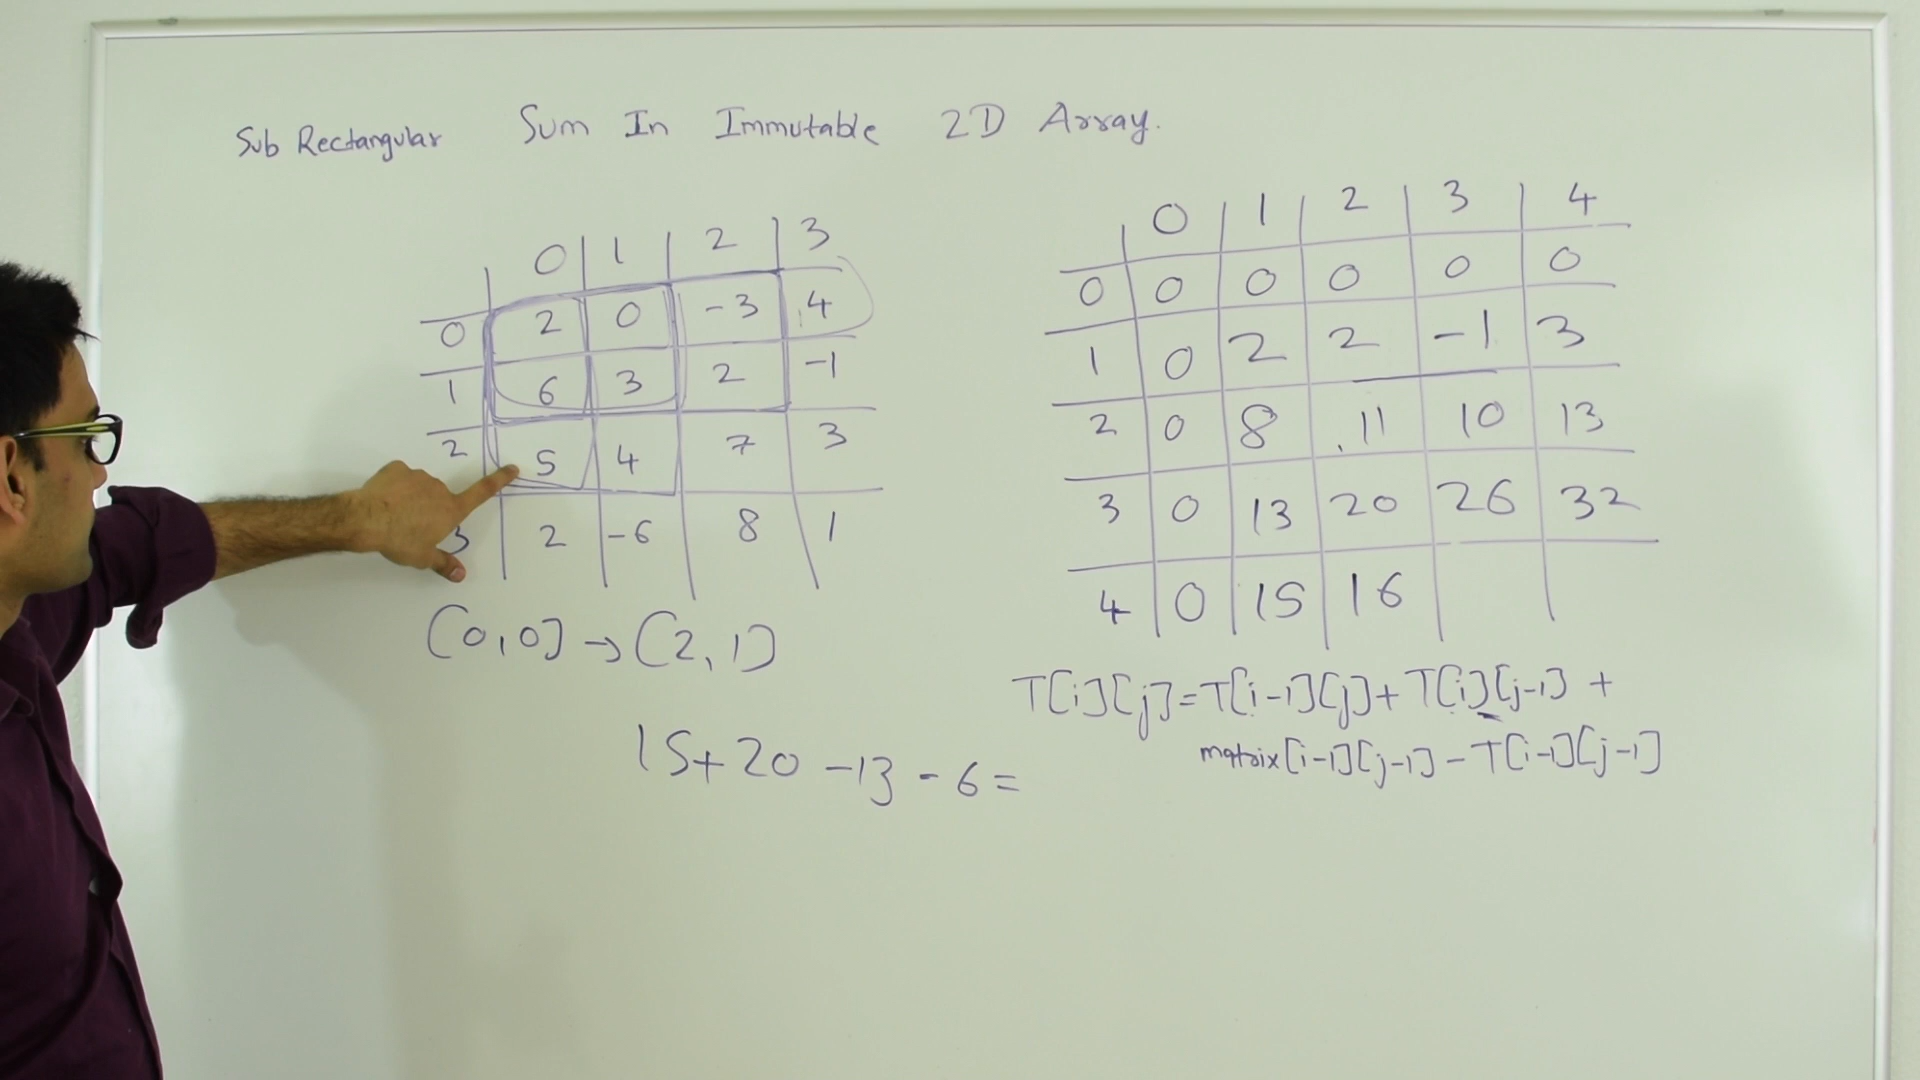 Sub Rectangular Sum In Immutable 2D Array.
0 1 2 3
0 2 0 -3 4
1 6 3 2 -1
2 5 4 7 3
3 2 -6 8 1
[0,0] → [2,1]
15+20-13-6=
0 1 2 3 4
0 0 0 0 0 0
1 0 2 2 -1 3
2 0 8 11 10 13
3 0 13 20 26 32
4 0 15 16
T[i][j]=T[i-1][j]+T[i][j-1] +
matrix[i-1][j-1]-T[i-1][j-1]